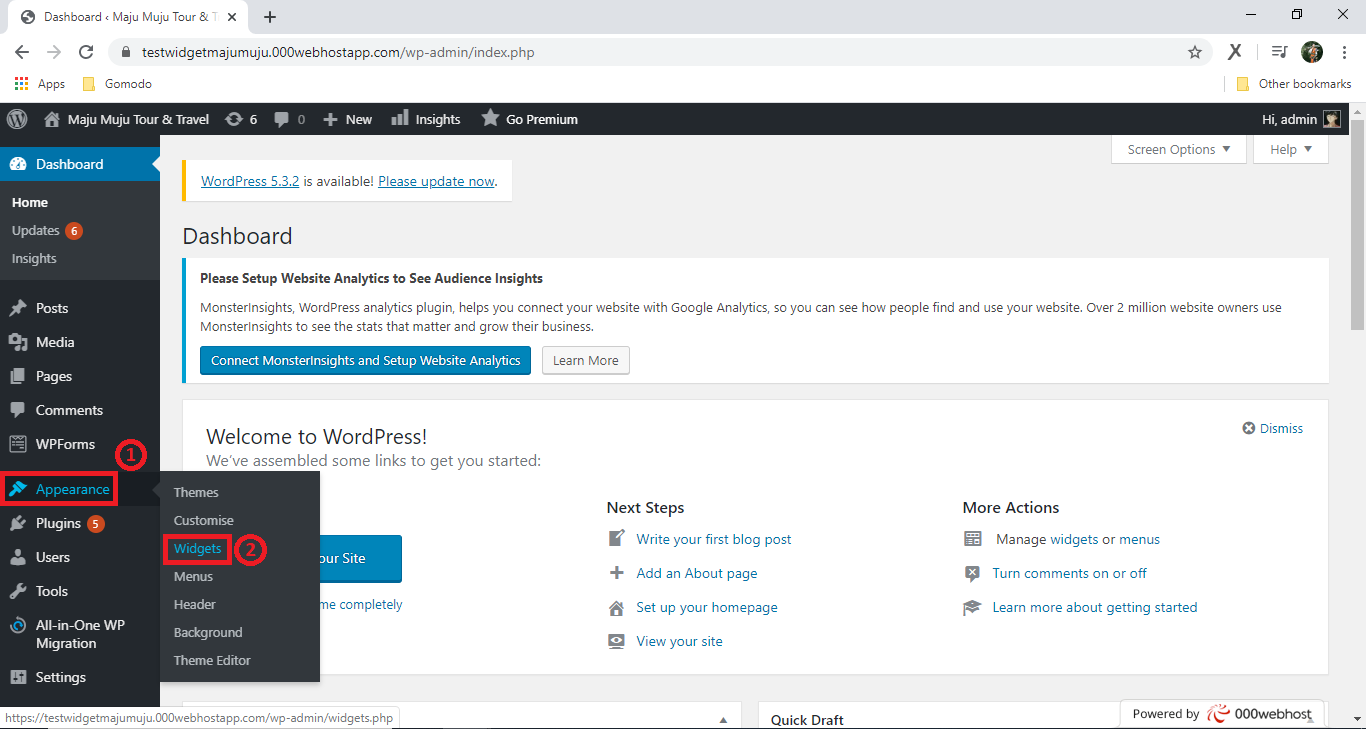 Dashboard ‹ Maju Muju Tour & T
testwidgetmajumuju.000webhostapp.com/wp-admin/index.php
Apps Gomodo Other bookmarks
Maju Muju Tour & Travel 6 0 New Insights Go Premium Hi, admin
Screen Options Help
Dashboard
Home
Updates 6
Insights
Posts
Media
Pages
Comments
WPForms
1
Appearance
Plugins 5
Users
Tools
All-in-One WP
Migration
Settings
Themes
Customise
Widgets 2
Menus
Header
Background
Theme Editor
WordPress 5.3.2 is available! Please update now.
Dashboard
Please Setup Website Analytics to See Audience Insights
MonsterInsights, WordPress analytics plugin, helps you connect your website with Google Analytics, so you can see how people find and use your website. Over 2 million website owners use
MonsterInsights to see the stats that matter and grow their business.
Connect MonsterInsights and Setup Website Analytics Learn More
Welcome to WordPress!
Dismiss
We've assembled some links to get you started:
our Site
me completely
Next Steps
Write your first blog post
Add an About page
Set up your homepage
View your site
More Actions
Manage widgets or menus
Turn comments on or off
Learn more about getting started
Quick Draft
Powered by 000webhost
https://testwidgetmajumuju.000webhostapp.com/wp-admin/widgets.php